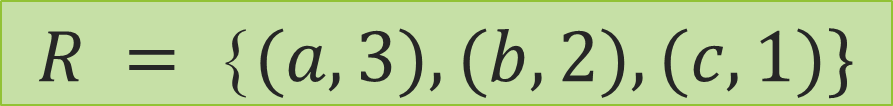 R = {(a, 3), (b, 2), (c, 1)}